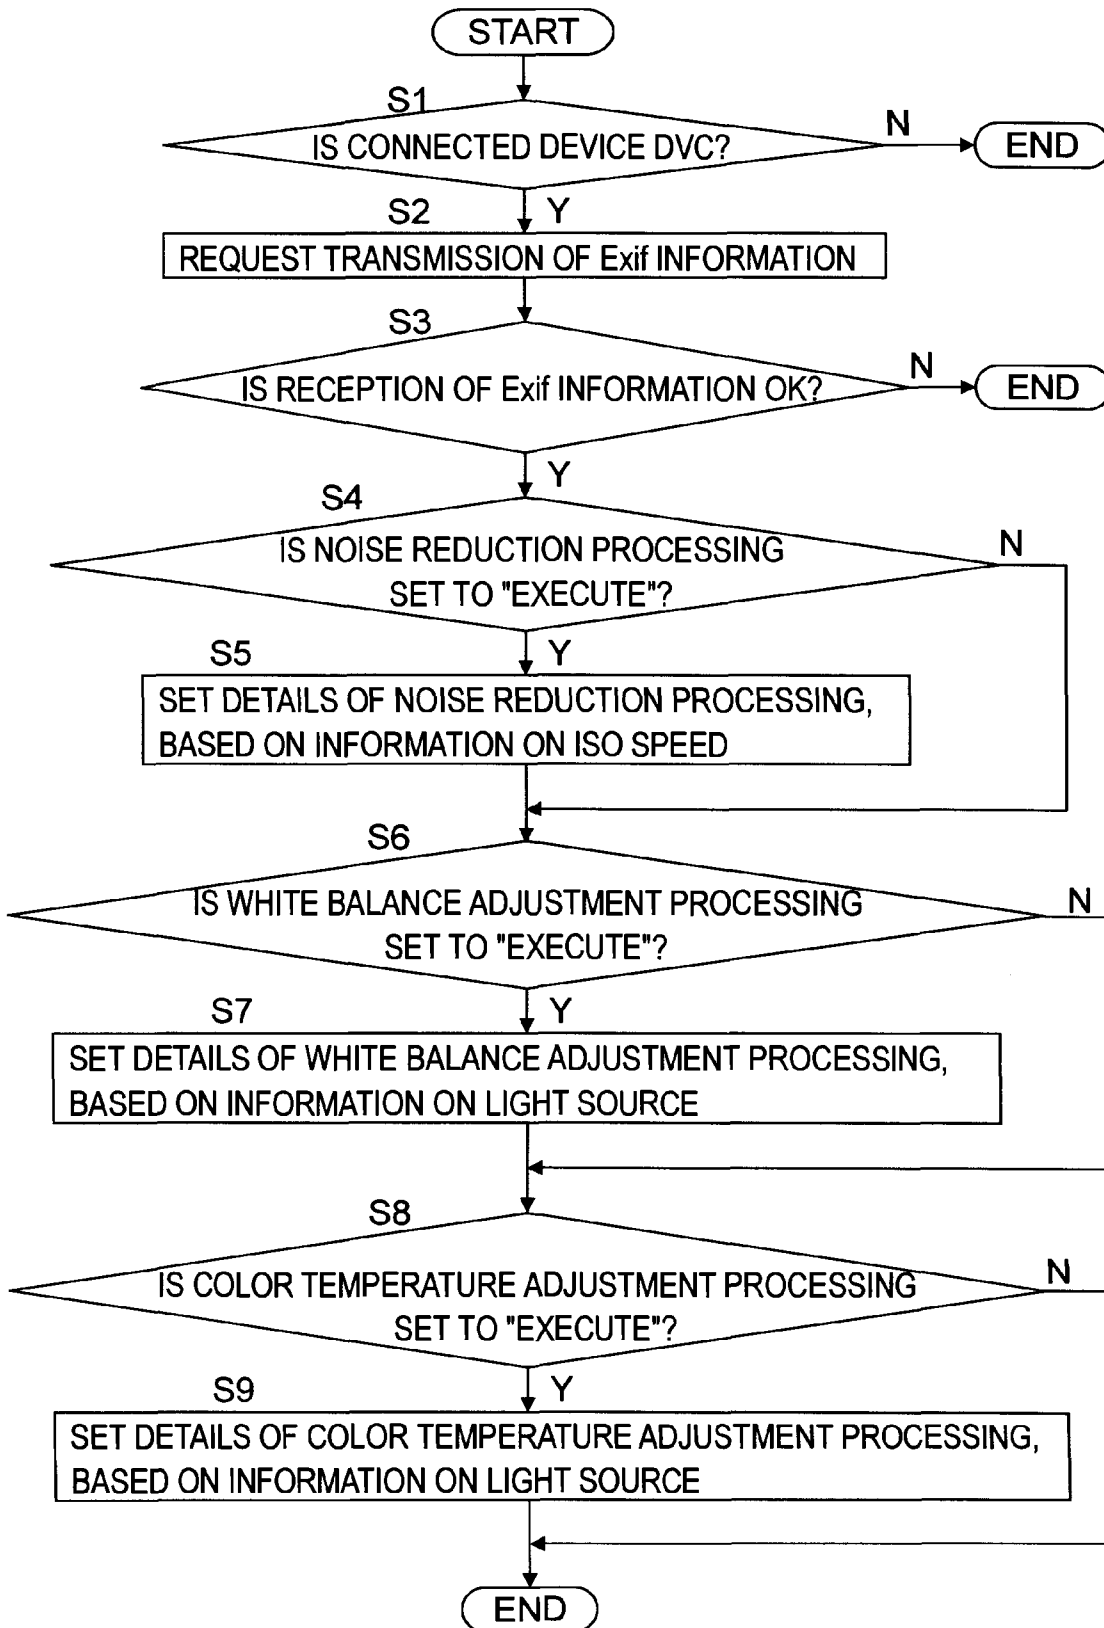 START
S1
IS CONNECTED DEVICE DVC?
N
END
S2
Y
REQUEST TRANSMISSION OF Exif INFORMATION
S3
IS RECEPTION OF Exif INFORMATION OK?
N
END
Y
S4
IS NOISE REDUCTION PROCESSING
SET TO "EXECUTE"?
N
S5
Y
SET DETAILS OF NOISE REDUCTION PROCESSING,
BASED ON INFORMATION ON ISO SPEED
S6
IS WHITE BALANCE ADJUSTMENT PROCESSING
SET TO "EXECUTE"?
N
S7
Y
SET DETAILS OF WHITE BALANCE ADJUSTMENT PROCESSING,
BASED ON INFORMATION ON LIGHT SOURCE
S8
IS COLOR TEMPERATURE ADJUSTMENT PROCESSING
SET TO "EXECUTE"?
N
S9
Y
SET DETAILS OF COLOR TEMPERATURE ADJUSTMENT PROCESSING,
BASED ON INFORMATION ON LIGHT SOURCE
END